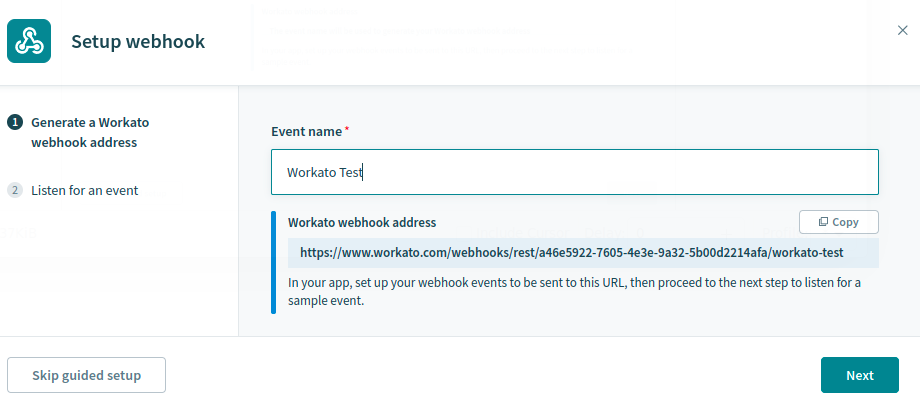 Setup webhook
1 Generate a Workato
webhook address
2 Listen for an event
Event name *
Workato Test
Workato webhook address
Copy
https://www.workato.com/webhooks/rest/a46e5922-7605-4e3e-9a32-5b00d2214afa/workato-test
In your app, set up your webhook events to be sent to this URL, then proceed to the next step to listen for a
sample event.
Skip guided setup
Next